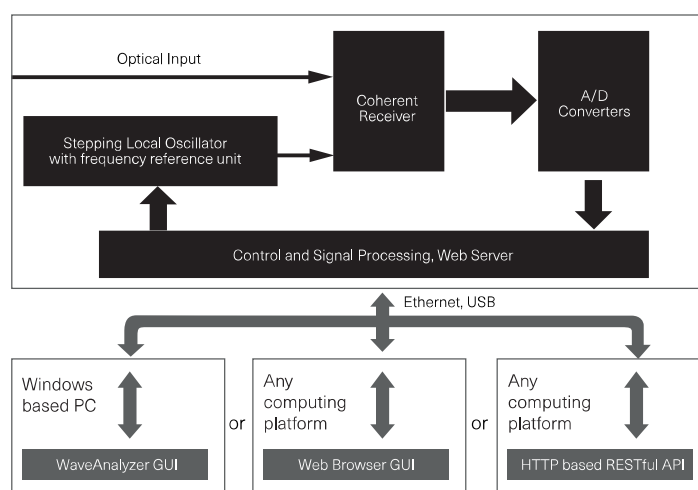 Optical Input
Coherent
Receiver
A/D
Converters
Stepping Local Oscillator
with frequency reference unit
Control and Signal Processing, Web Server
Ethernet, USB
Windows
based PC
WaveAnalyzer GUI
or
Any
computing
platform
Web Browser GUI
or
Any
computing
platform
HTTP based RESTful API